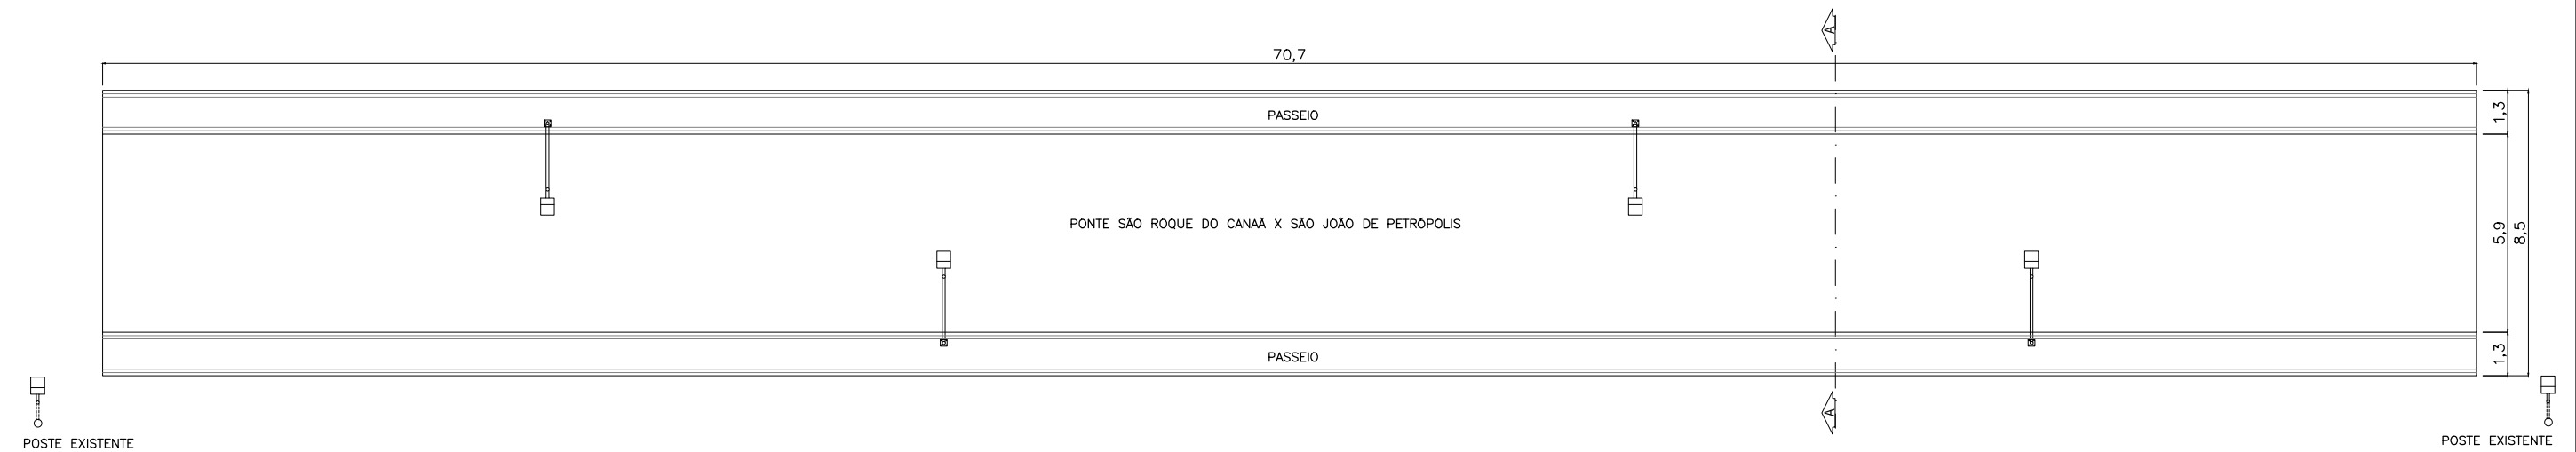 A
70,7
PASSEIO
1,3
PONTE SÃO ROQUE DO CANAÃ X SÃO JOÃO DE PETRÓPOLIS
5,9
8,5
PASSEIO
1,3
A
POSTE EXISTENTE
POSTE EXISTENTE